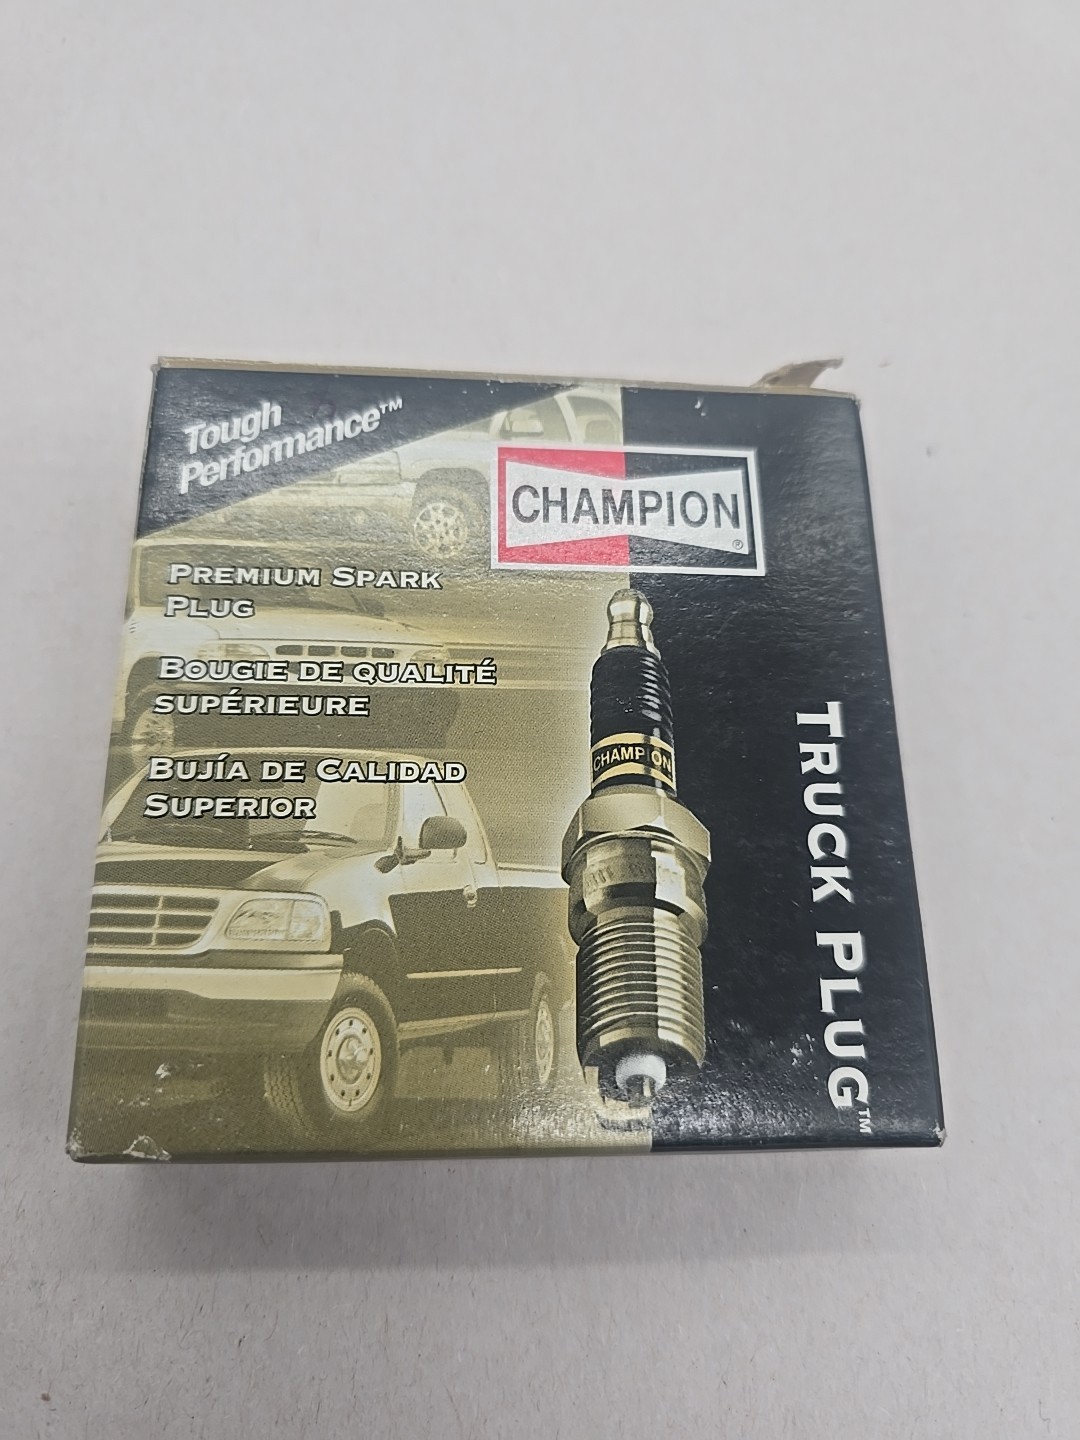 Tough
Performance™
CHAMPION®
PREMIUM SPARK
PLUG
BOUGIE DE QUALITÉ
SUPÉRIEURE
BUJÍA DE CALIDAD
SUPERIOR
CHAMPION
TRUCK PLUG™